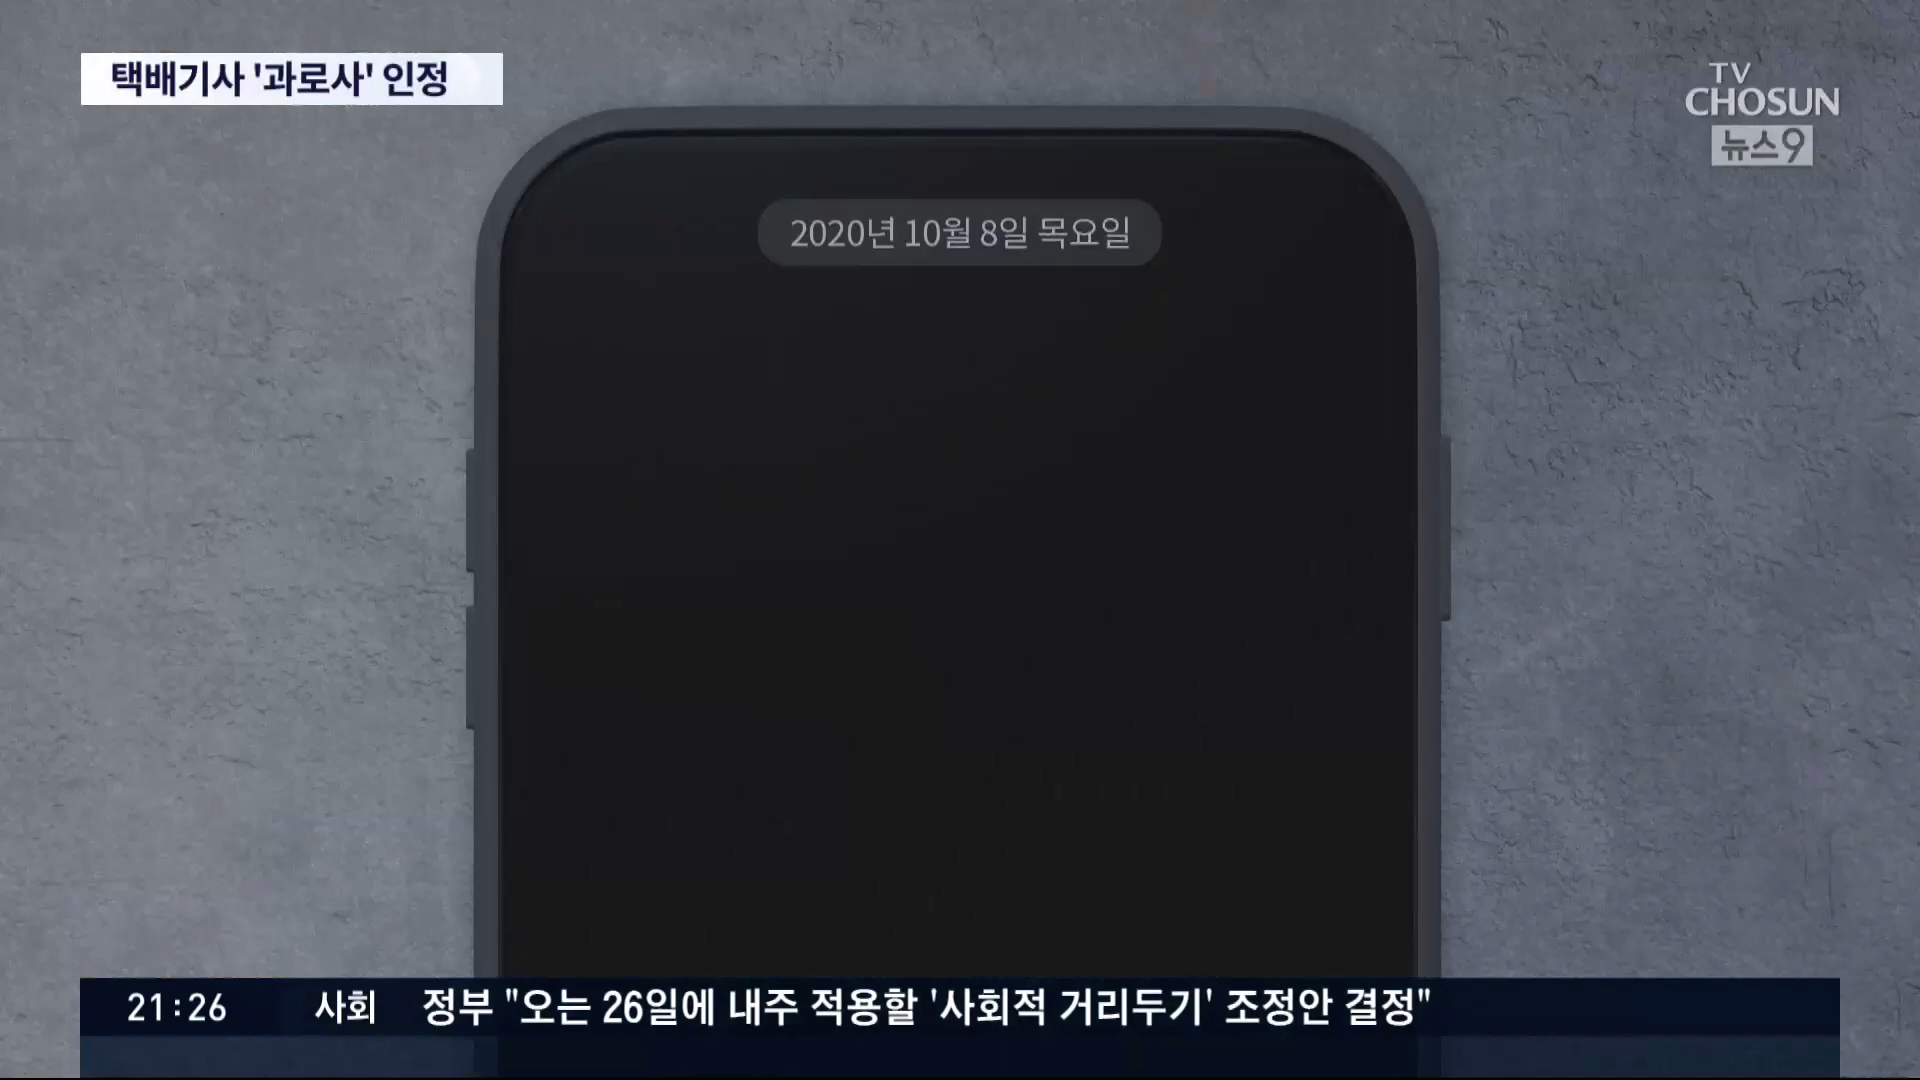 택배기사 '과로사' 인정
TV
CHOSUN
뉴스9
2020년 10월 8일 목요일
21:26 사회 정부 "오는 26일에 내주 적용할 '사회적 거리두기' 조정안 결정"